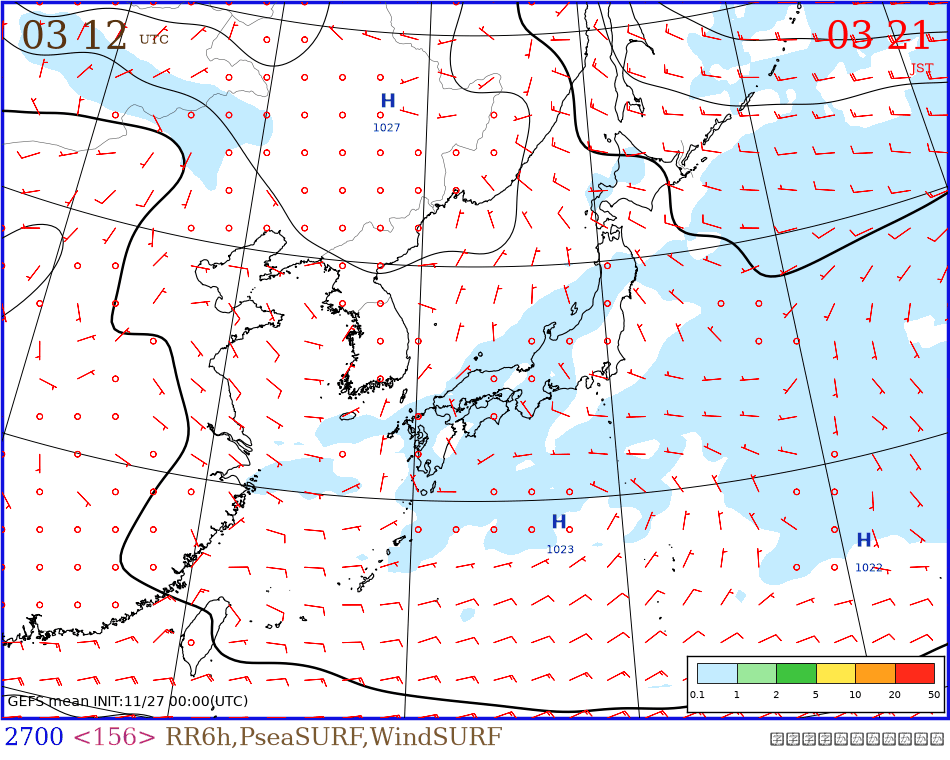 03 12 UTC
03 21
JST
H
1027
H
1023
H
1022
0.1 1 2 5 10 20 50
GEFS mean INIT:11/27 00:00(UTC)
2700 <156> RR6h,PseaSURF,WindSURF